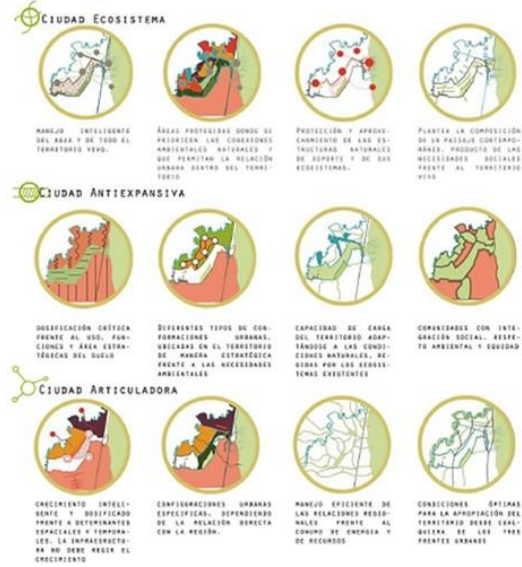 CIUDAD ECOSISTEMA
MANEJO INTELIGENTE
DEL AGUA Y DE TODO EL
TERRITORIO VIVO.
ÁREAS PROTEGIDAS DONDE SE
PRIORICEN LAS CONEXIONES
AMBIENTALES NATURALES Y
QUE PERMITAN LA RELACIÓN
URBANA DENTRO DEL TERRI-
TORIO
PROTECCIÓN Y APROVE-
CHAMIENTO DE LAS ES-
TRUCTURAS NATURALES
DE SOPORTE Y DE SUS
ECOSISTEMAS.
PLANTEA LA COMPOSICIÓN
DE UN PAISAJE CONTEMPO-
RÁNEO, PRODUCTO DE LAS
NECESIDADES SOCIALES
FRENTE AL TERRITORIO
VIVO
CIUDAD ANTIEXPANSIVA
DOSIFICACIÓN CRÍTICA
FRENTE AL USO, FUN-
CIONES Y ÁREA ESTRA-
TÉGICAS DEL SUELO
DIFERENTES TIPOS DE CON-
FORMACIONES URBANAS,
UBICADAS EN EL TERRITORIO
DE MANERA ESTRATÉGICA
FRENTE A LAS NECESIDADES
AMBIENTALES
CAPACIDAD DE CARGA
DEL TERRITORIO ADAP-
TÁNDOSE A LAS CONDI-
CIONES NATURALES, RE-
GIDAS POR LOS ECOSIS-
TEMAS EXISTENTES
COMUNIDADES CON INTE-
GRACIÓN SOCIAL, RESPE-
TO AMBIENTAL Y EQUIDAD
CIUDAD ARTICULADORA
CRECIMIENTO INTELI-
GENTE Y DOSIFICADO
FRENTE A DETEMINANTES
ESPACIALES Y TEMPORA-
LES. LA INFRAESTRUCTU-
RA NO DEBE REGIR EL
CRECIMIENTO
CONFIGURACIONES URBANAS
ESPECIFICAS, DEPENDIENDO
DE LA RELACIÓN DIRECTA
CON LA REGIÓN.
MANEJO EFICIENTE DE
LAS RELACIONES REGIO-
NALES FRENTE AL
CONUMO DE ENERGIA Y
DE RECURSOS
CONDICIONES ÓPTIMAS
PARA LA APROPIACIÓN DEL
TERRITORIO DESDE CUAL-
QUIERA DE LOS TRES
FRENTES URBANOS